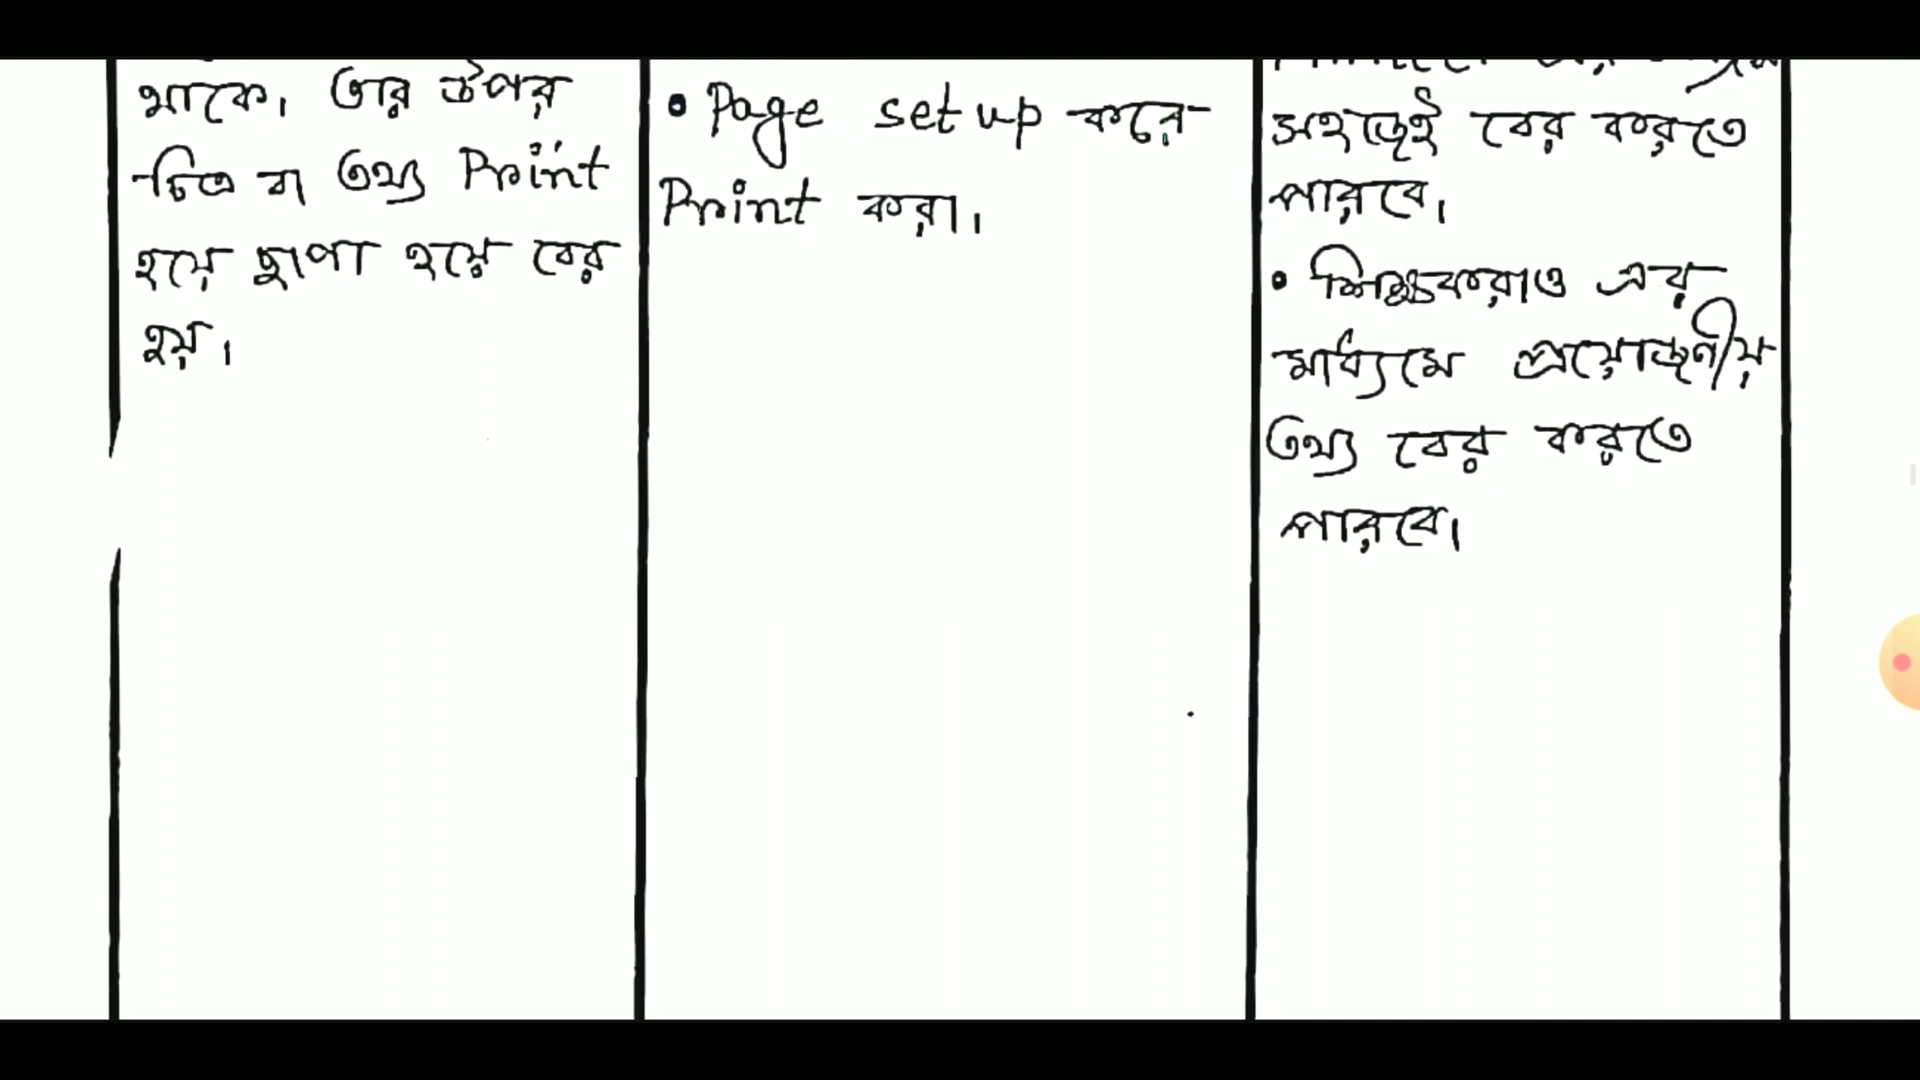 থাকে। তার উপর
চিত্র বা তথ্য Print
হয়ে ছাপা হয়ে বের
হয়।
• Page setup করে
Print করা।
সহজেই বের করতে
পারবে।
• শিক্ষকরাও এর
মাধ্যমে প্রয়োজনীয়
তথ্য বের করতে
পারবে।